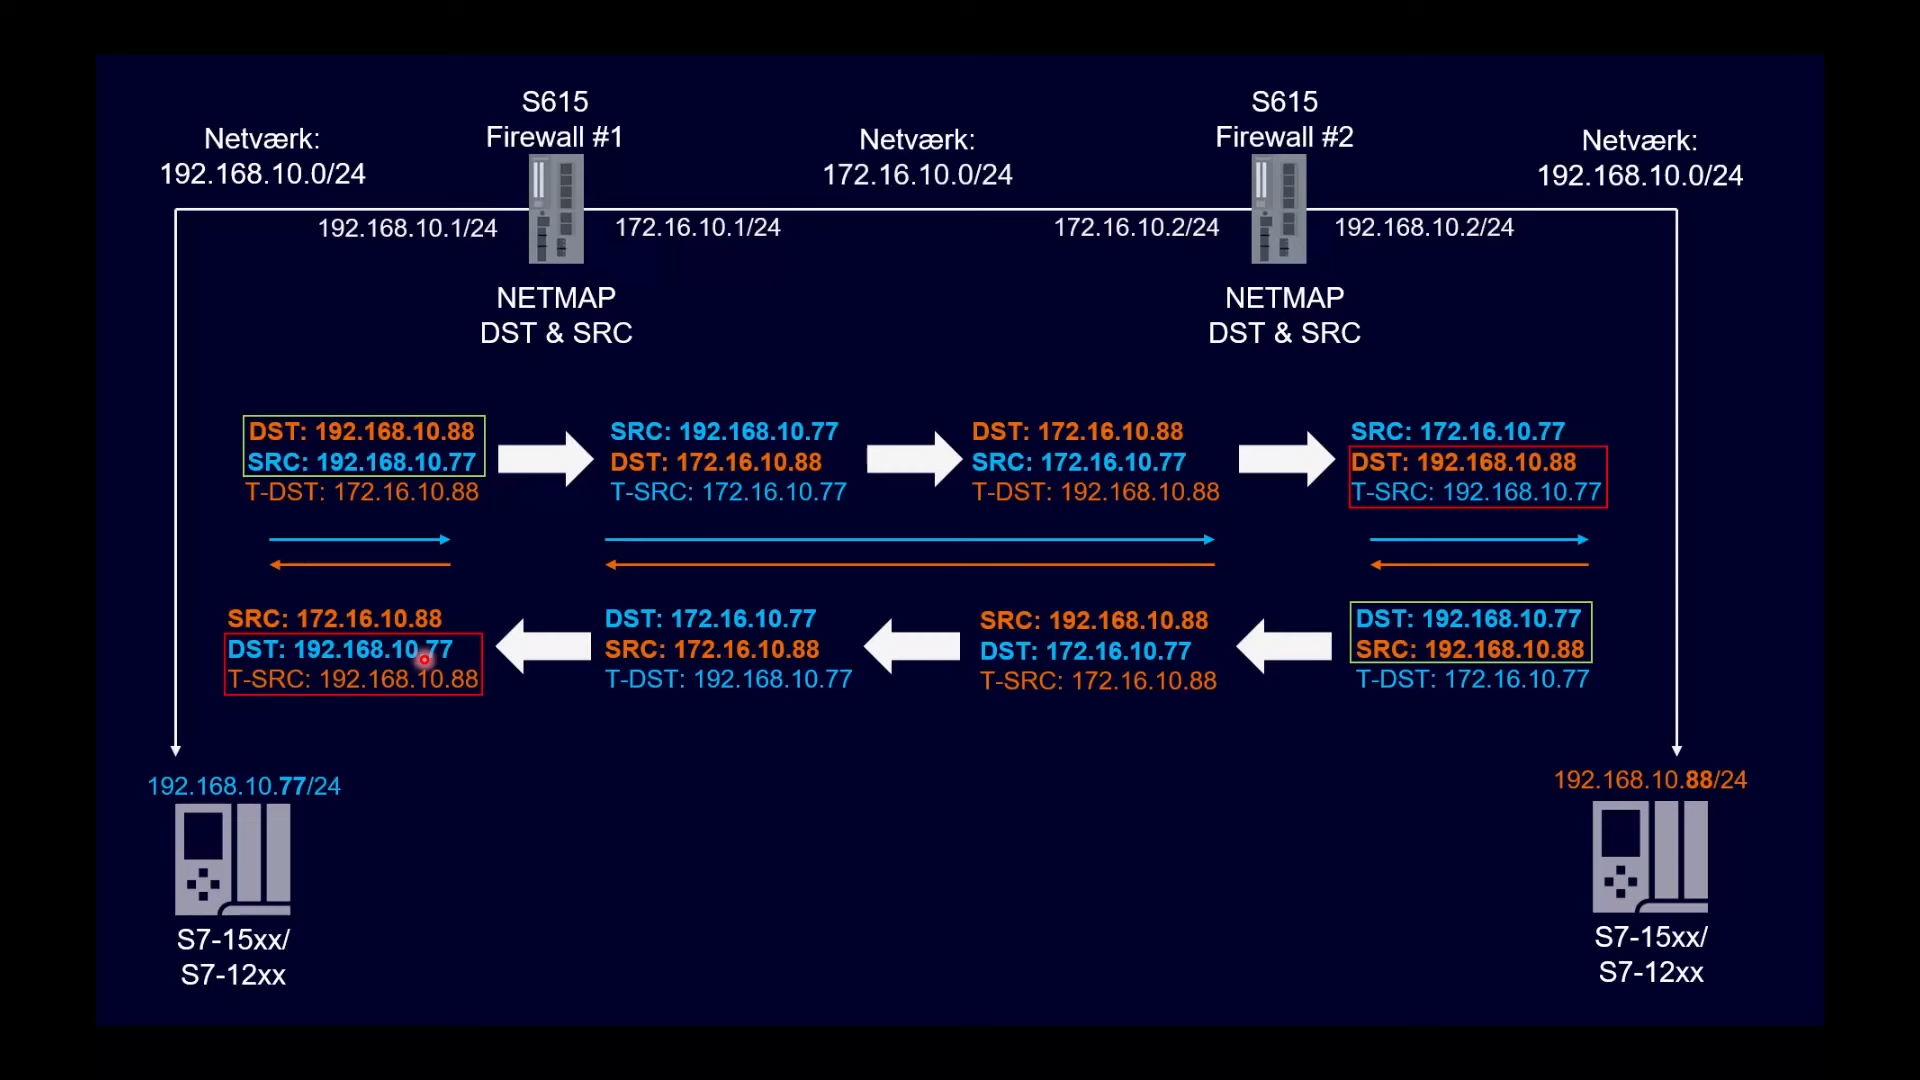 S615
Firewall #1
S615
Firewall #2
Netværk:
192.168.10.0/24
Netværk:
172.16.10.0/24
Netværk:
192.168.10.0/24
192.168.10.1/24
172.16.10.1/24
172.16.10.2/24
192.168.10.2/24
NETMAP
DST & SRC
NETMAP
DST & SRC
DST: 192.168.10.88
SRC: 192.168.10.77
T-DST: 172.16.10.88
SRC: 192.168.10.77
DST: 172.16.10.88
T-SRC: 172.16.10.77
DST: 172.16.10.88
SRC: 172.16.10.77
T-DST: 192.168.10.88
SRC: 172.16.10.77
DST: 192.168.10.88
T-SRC: 192.168.10.77
SRC: 172.16.10.88
DST: 192.168.10.77
T-SRC: 192.168.10.88
DST: 172.16.10.77
SRC: 172.16.10.88
T-DST: 192.168.10.77
SRC: 192.168.10.88
DST: 172.16.10.77
T-SRC: 172.16.10.88
DST: 192.168.10.77
SRC: 192.168.10.88
T-DST: 172.16.10.77
192.168.10.77/24
S7-15xx/
S7-12xx
192.168.10.88/24
S7-15xx/
S7-12xx